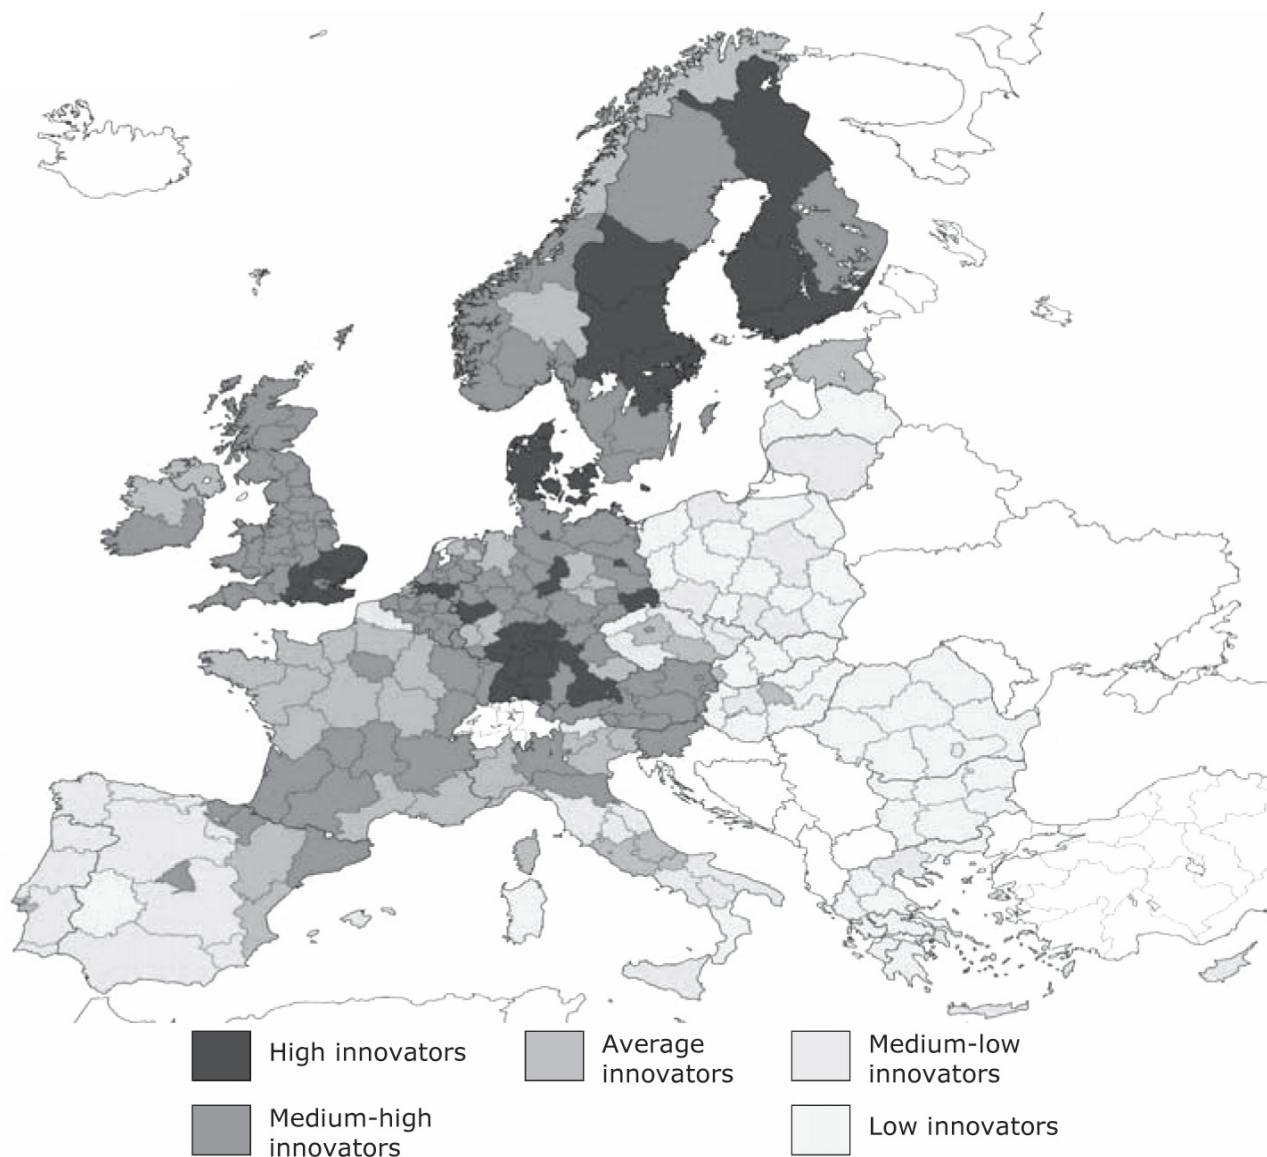 High innovators
Average
innovators
Medium-low
innovators
Medium-high
innovators
Low innovators